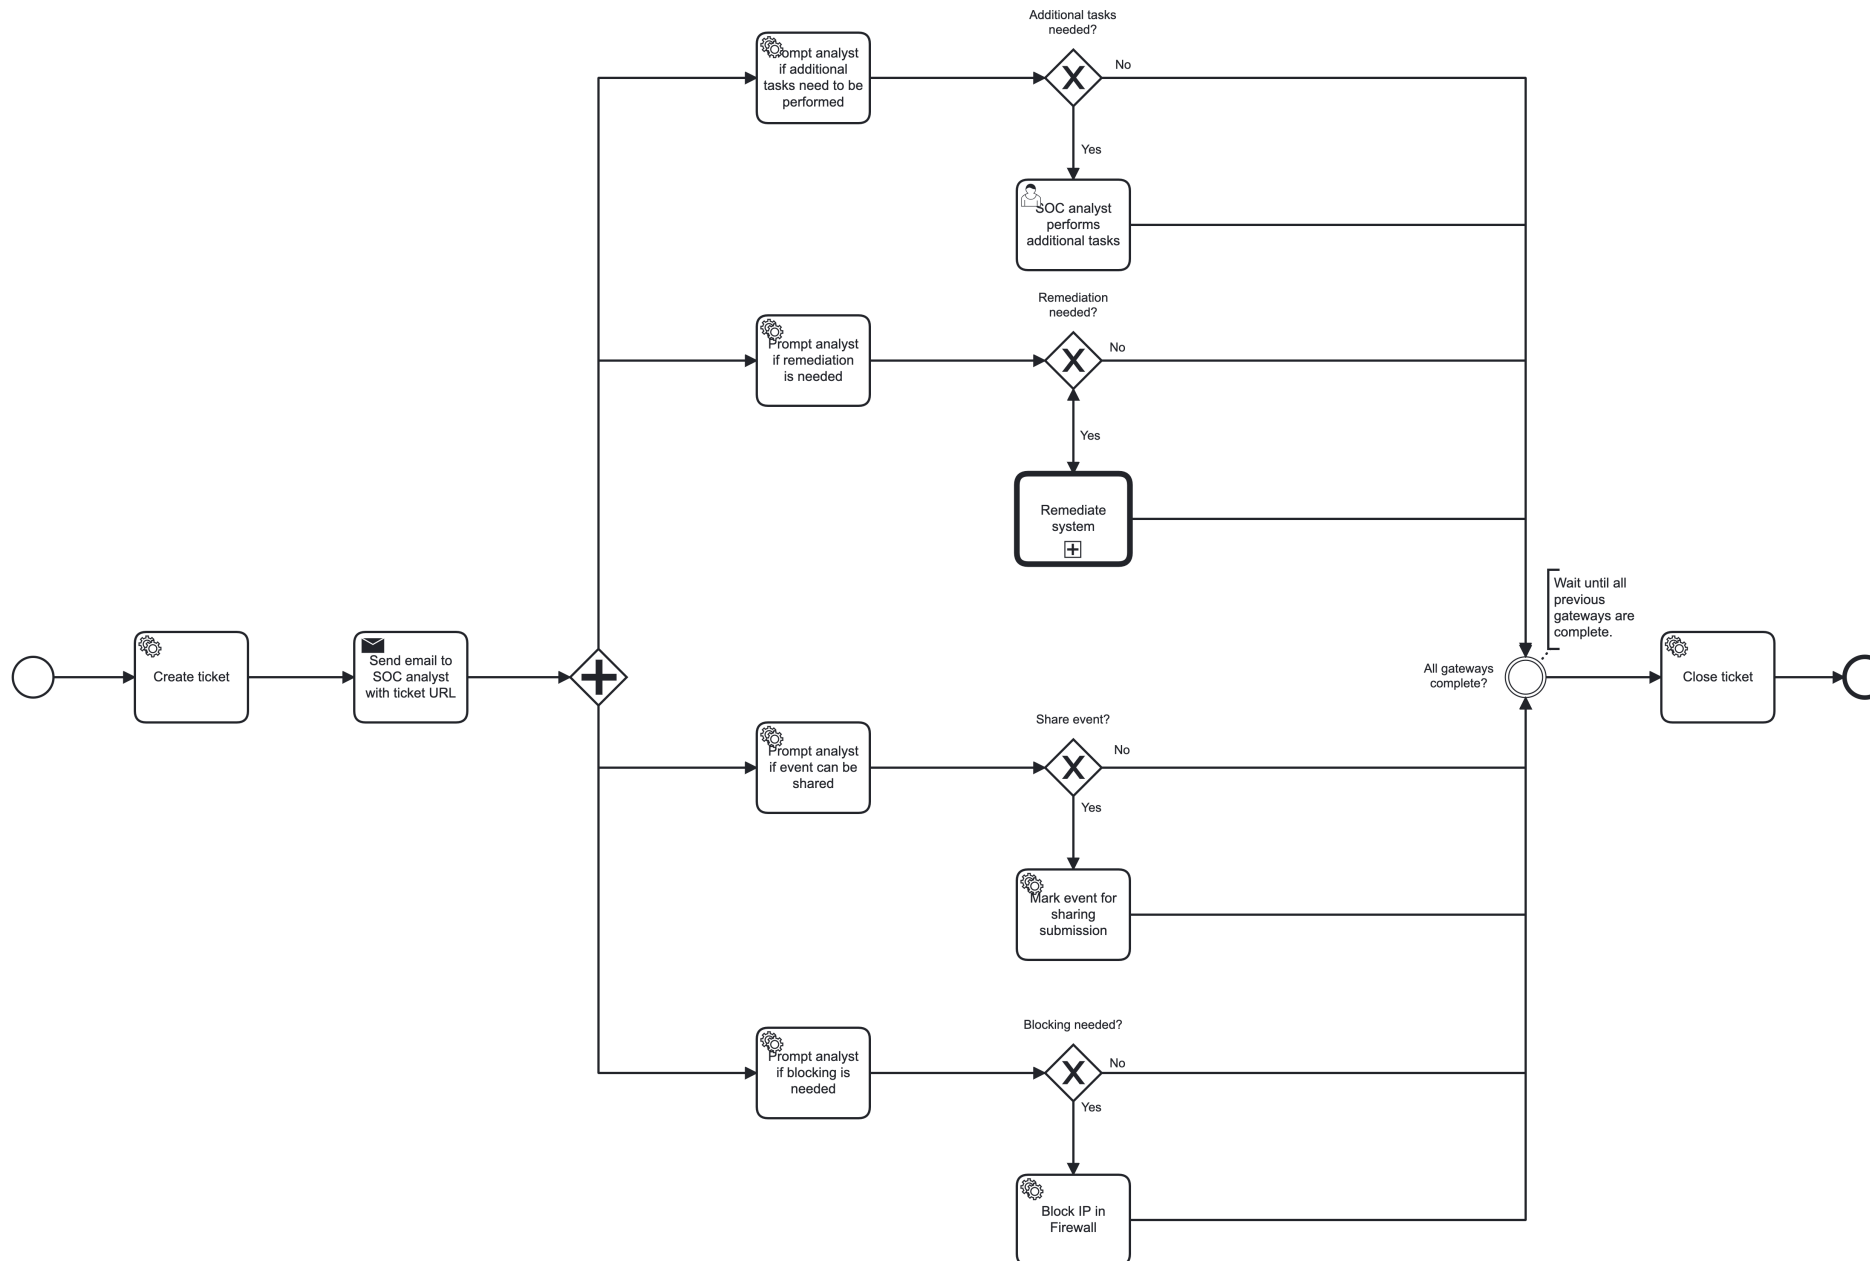 Additional tasks
needed?
Prompt analyst
if additional
tasks need to be
performed
No
Yes
SOC analyst
performs
additional tasks
Remediation
needed?
Prompt analyst
if remediation
is needed
No
Yes
Remediate
system
Wait until all
previous
gateways are
complete.
Create ticket
Send email to
SOC analyst
with ticket URL
All gateways
complete?
Close ticket
Share event?
Prompt analyst
if event can be
shared
No
Yes
Mark event for
sharing
submission
Blocking needed?
Prompt analyst
if blocking is
needed
No
Yes
Block IP in
Firewall